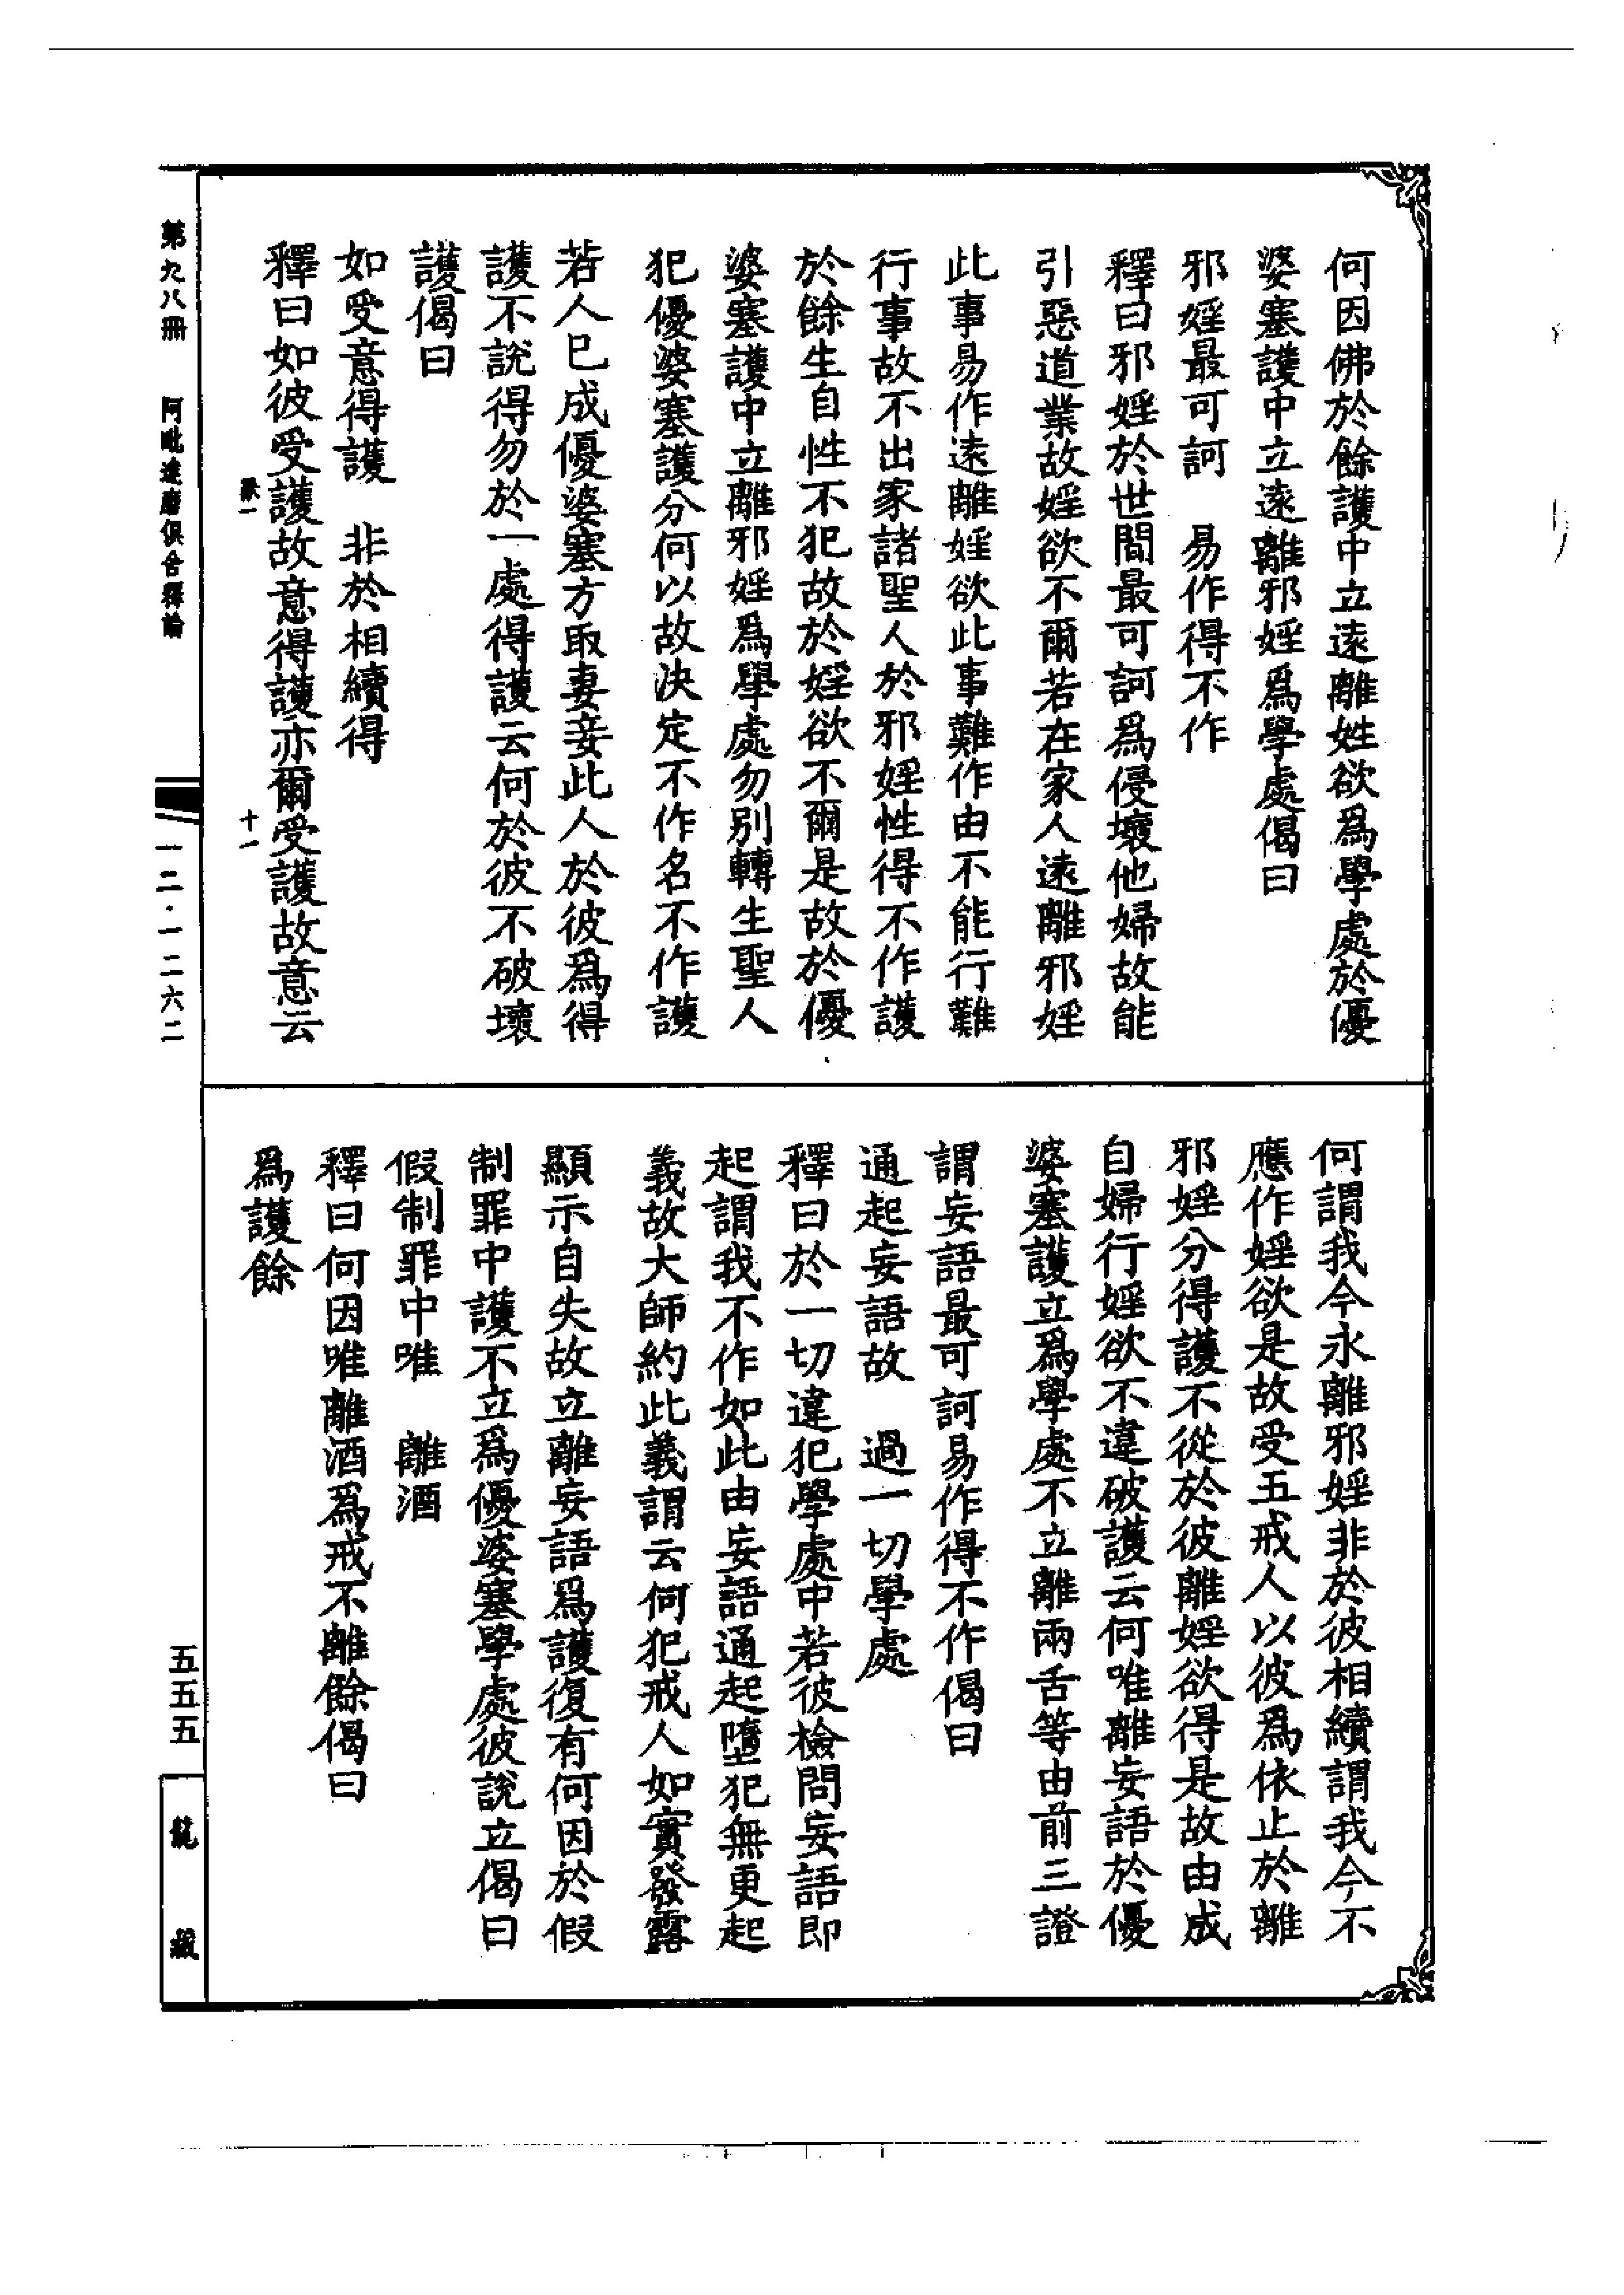 何因佛於餘護中立遠離婬欲爲學處於優
婆塞護中立遠離邪婬爲學處偈曰
邪婬最可訶　易作得不作
釋曰邪婬於世間最可訶爲侵壞他婦故能
引惡道業故婬欲不爾若在家人遠離邪婬
此事易作遠離婬欲此事難作由不能行難
行事故不出家諸聖人於邪婬性得不作護
於餘生自性不犯故於婬欲不爾是故於優
婆塞護中立離邪婬爲學處勿別轉生聖人
犯優婆塞護分何以故決定不作名不作護
若人已成優婆塞方取妻妾此人於彼爲得
護不說得勿於一處得護云何於彼不破壞
護偈曰
如受意得護　非於相續得
釋曰如彼受護故意得護亦爾受護故意云
何謂我今永離邪婬非於彼相續謂我今不
應作婬欲是故受五戒人以彼爲依止於離
邪婬分得護不從於彼離婬欲得是故由成
自婦行婬欲不違破護云何唯離妄語於優
婆塞護立爲學處不立離兩舌等由前三證
謂妄語最可訶易作得不作偈曰
通起妄語故　過一切學處
釋曰於一切違犯學處中若彼檢問妄語即
起謂我不作如此由妄語通起墮犯無更起
義故大師約此義謂云何犯戒人如實發露
顯示自失故立離妄語爲護復有何因於假
制罪中護不立爲優婆塞學處彼說立偈曰
假制罪中唯　離酒
釋曰何因唯離酒爲戒不離餘偈曰
爲護餘
第九八冊　阿毗達磨俱舍釋論
十一
一二·一二六二
五五五
龍藏